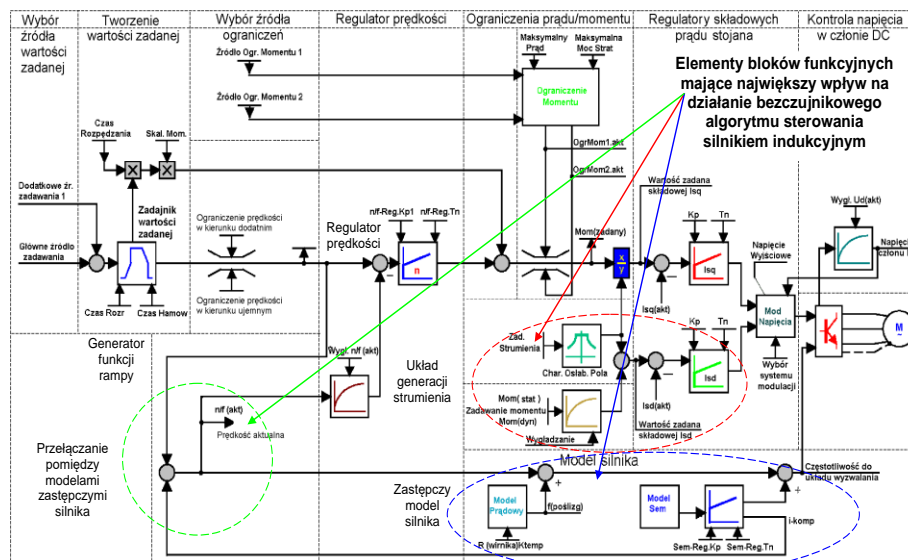 Wybór
źródła
wartości
zadanej
Tworzenie
wartości zadanej
Wybór źródła
ograniczeń
Regulator prędkości
Ograniczenia prądu/momentu
Regulatory składowych
prądu stojana
Kontrola napięcia
w członie DC
Źródło Ogr. Momentu 1
Źródło Ogr. Momentu 2
Maksymalny
Prąd
Maksymalna
Moc Strat
Ograniczenie
Momentu
Elementy bloków funkcyjnych
mające największy wpływ na
działanie bezczujnikowego
algorytmu sterowania
silnikiem indukcyjnym
Czas
Rozpędzania
Skal. Mom.
OgrMom1.akt
OgrMom2.akt
Dodatkowe źr.
zadawania 1
Zadajnik
wartości
zadanej
Główne źródło
zadawania
Czas Rozr
Czas Hamow
Ograniczenie prędkości
w kierunku dodatnim
Ograniczenie prędkości
w kierunku ujemnym
Regulator
prędkości
n/f-Reg.Kp1
n/f-Reg.Tn
n
Mom(zadany)
x
y
Wartość zadana
składowej Isq
Kp
Tn
Isq
Isq(akt)
Wygł. Ud(akt)
Napięcie
Wyjściowe
Napięci
członu
Mod
Napięcia
Wybór
systemu
modulacji
M
~
Generator
funkcji
rampy
Wygł. n/f (akt)
Układ
generacji
strumienia
Zad.
Strumienia
Char. Osłab. Pola
Kp
Tn
Isd
Isd(akt)
Mom( stat )
Zadawanie momentu
Mom(dyn)
Wygładzanie
Wartość zadana
składowej Isd
n/f (akt)
Prędkość aktualna
Przełączanie
pomiędzy
modelami
zastępczymi
silnika
Zastępczy
model
silnika
Model silnika
Model
Prądowy
f(poślizg)
+
R (wirnika)Ktemp
Model
Sem
Sem-Reg.Kp
Sem-Reg.Tn
i-komp
+
Częstotliwość do
układu wyzwalania